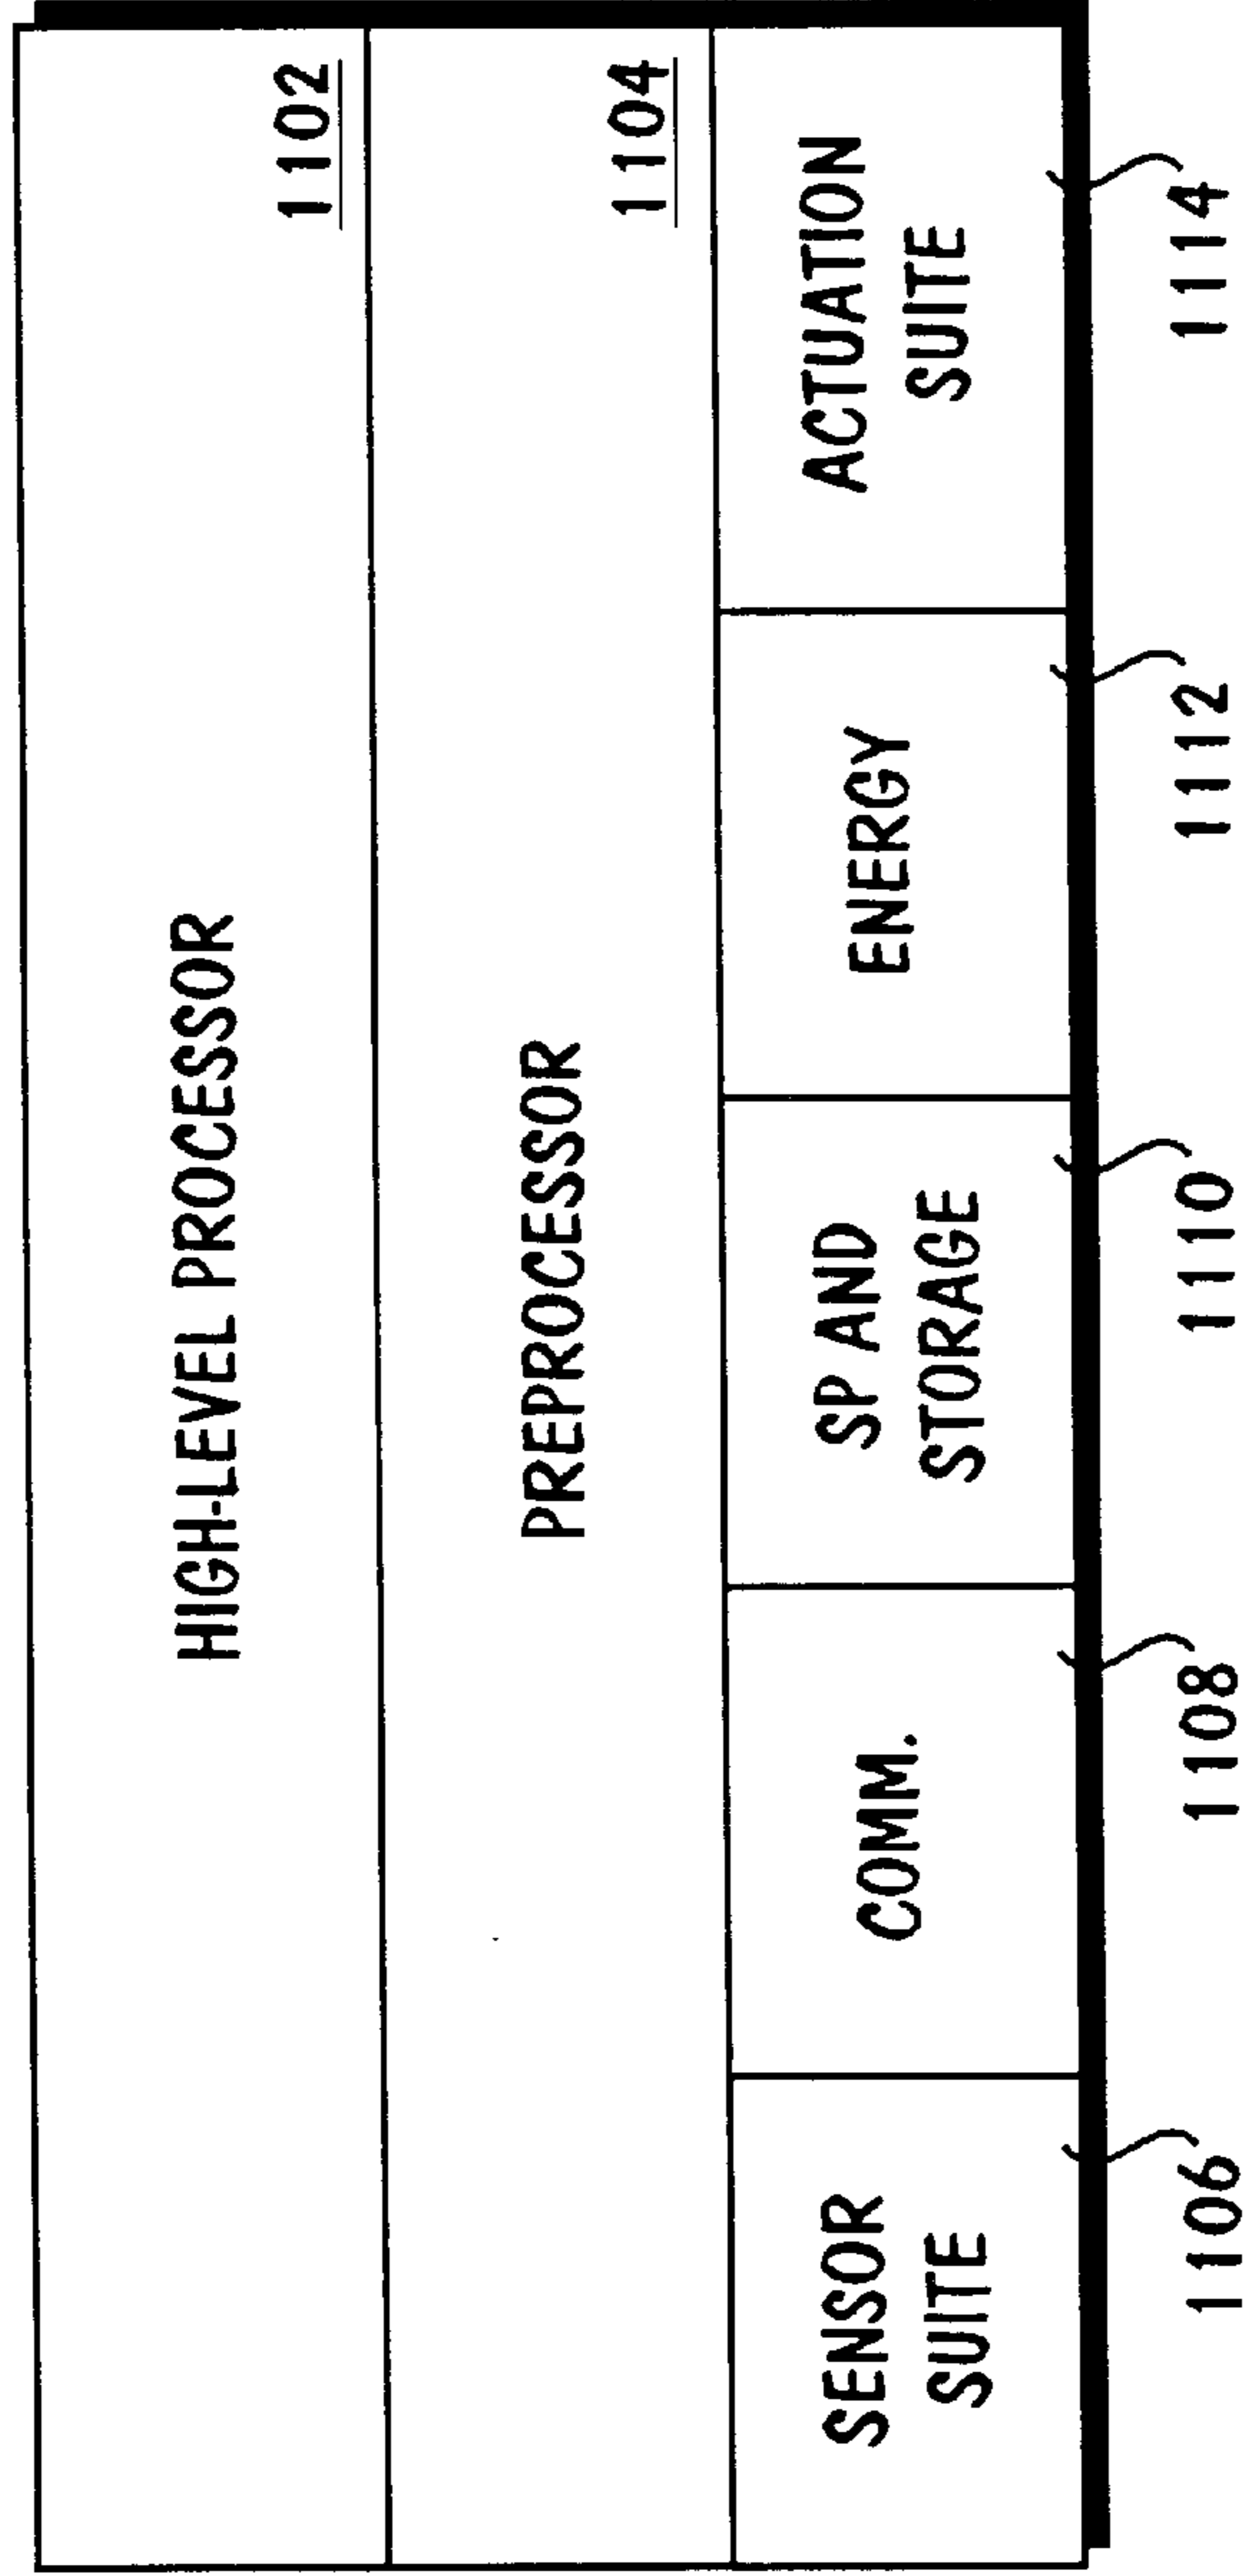 HIGH-LEVEL PROCESSOR
1102
PREPROCESSOR
1104
SENSOR
SUITE
COMM.
SP AND
STORAGE
ENERGY
ACTUATION
SUITE
1106
1108
1110
1112
1114